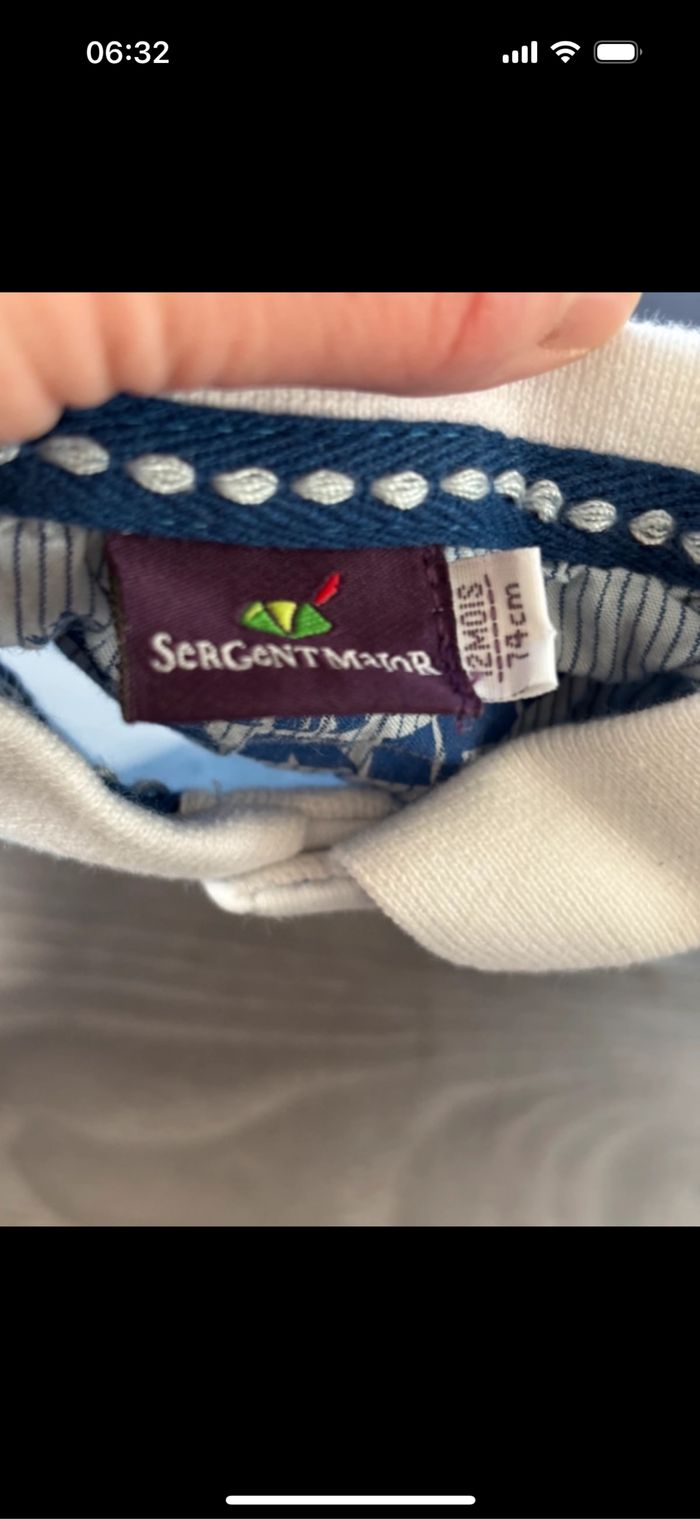 06:32
SERGENT MAJOR
12MOIS
74cm